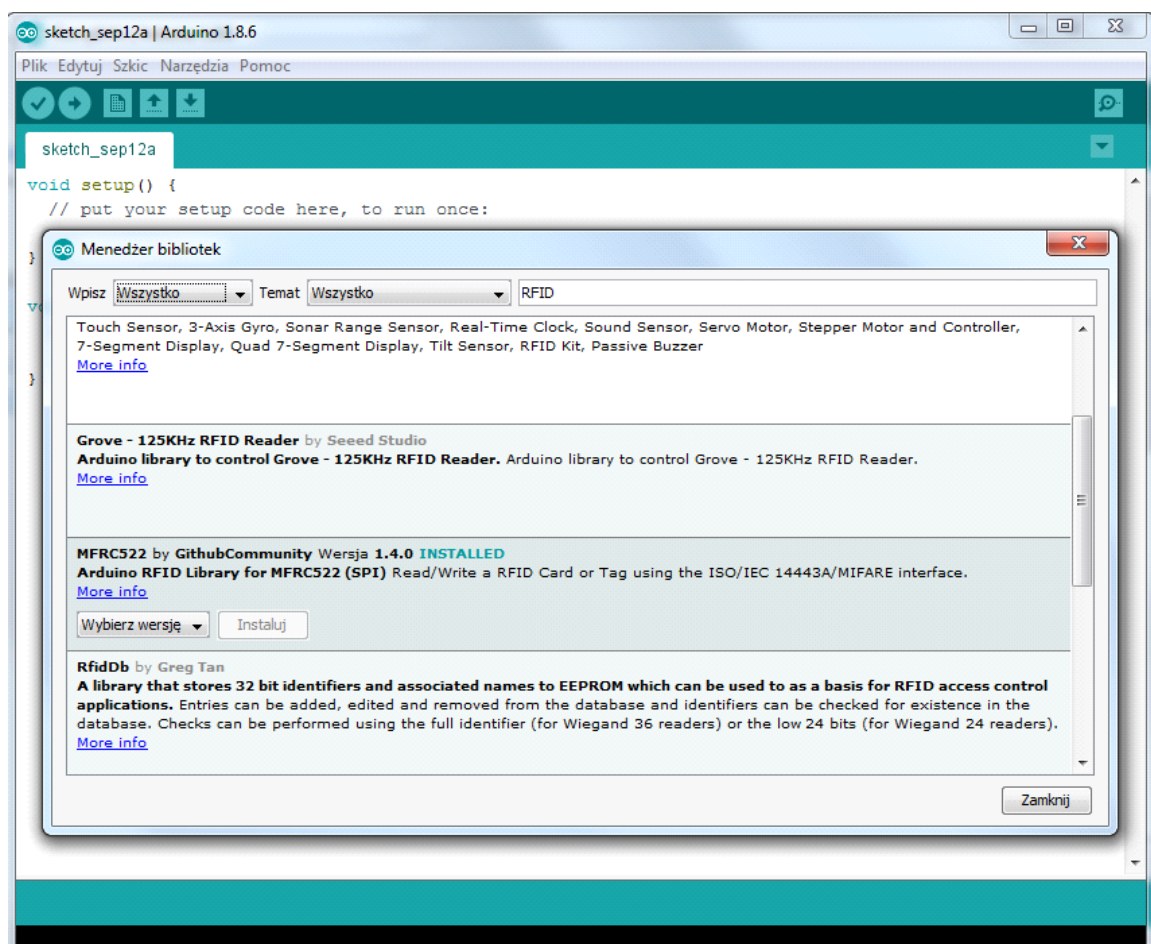 sketch_sep12a | Arduino 1.8.6
Plik Edytuj Szkic Narzędzia Pomoc
sketch_sep12a
void setup() {
// put your setup code here, to run once:
}
Menedżer bibliotek
Wpisz Wszystko Temat Wszystko RFID
Touch Sensor, 3-Axis Gyro, Sonar Range Sensor, Real-Time Clock, Sound Sensor, Servo Motor, Stepper Motor and Controller,
7-Segment Display, Quad 7-Segment Display, Tilt Sensor, RFID Kit, Passive Buzzer
More info
}
Grove - 125KHz RFID Reader by Seeed Studio
Arduino library to control Grove - 125KHz RFID Reader. Arduino library to control Grove - 125KHz RFID Reader.
More info
MFRC522 by GithubCommunity Wersja 1.4.0 INSTALLED
Arduino RFID Library for MFRC522 (SPI) Read/Write a RFID Card or Tag using the ISO/IEC 14443A/MIFARE interface.
More info
Wybierz wersję Instaluj
RfidDb by Greg Tan
A library that stores 32 bit identifiers and associated names to EEPROM which can be used to as a basis for RFID access control
applications. Entries can be added, edited and removed from the database and identifiers can be checked for existence in the
database. Checks can be performed using the full identifier (for Wiegand 36 readers) or the low 24 bits (for Wiegand 24 readers).
More info
Zamknij